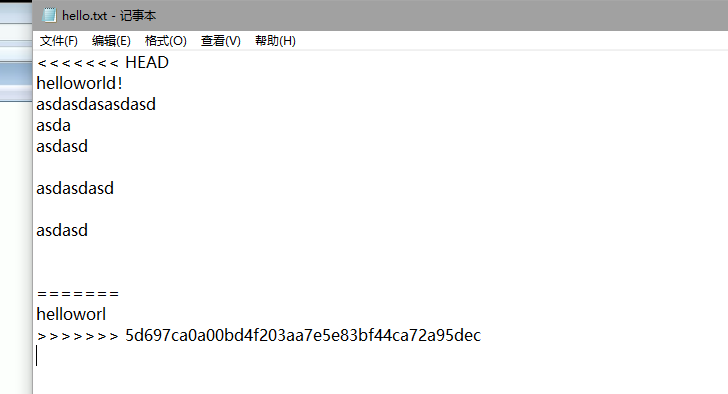 hello.txt - 记事本
文件(F) 编辑(E) 格式(O) 查看(V) 帮助(H)
<<<<<<< HEAD
helloworld!
asdasdasasdasd
asda
asdasd
asdasdasd
asdasd
=======
helloworl
>>>>>>> 5d697ca0a00bd4f203aa7e5e83bf44ca72a95dec